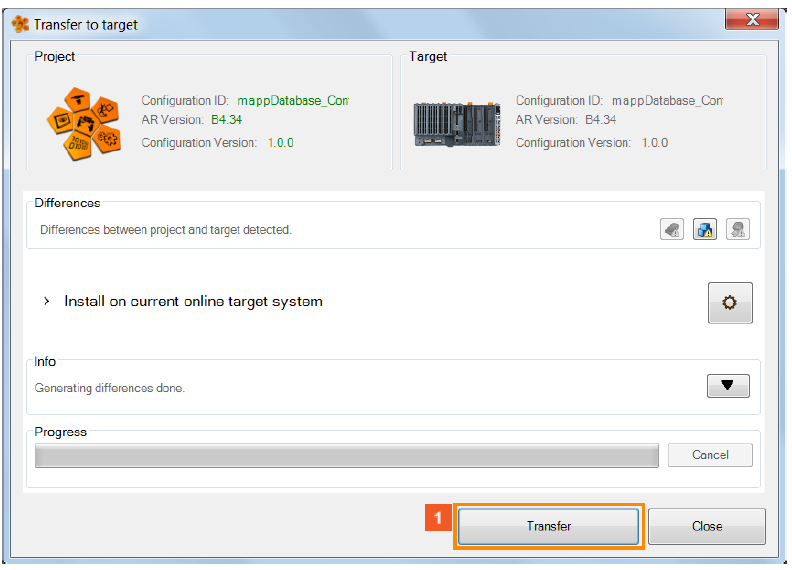 Transfer to target
Project
Configuration ID: mappDatabase_Con
AR Version: B4.34
Configuration Version: 1.0.0
Target
Configuration ID: mappDatabase_Con
AR Version: B4.34
Configuration Version: 1.0.0
Differences
Differences between project and target detected.
Install on current online target system
Info
Generating differences done.
Progress
Cancel
1
Transfer
Close